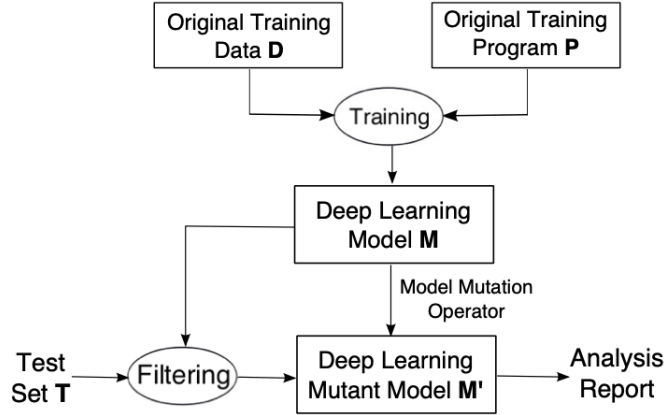 Original Training
Data D
Original Training
Program P
Training
Deep Learning
Model M
Model Mutation
Operator
Test
Set T
Filtering
Deep Learning
Mutant Model M'
Analysis
Report